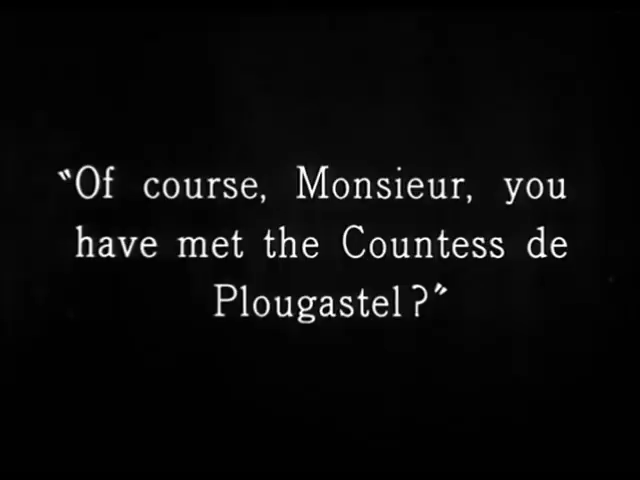 "Of course, Monsieur, you
have met the Countess de
Plougastel?"